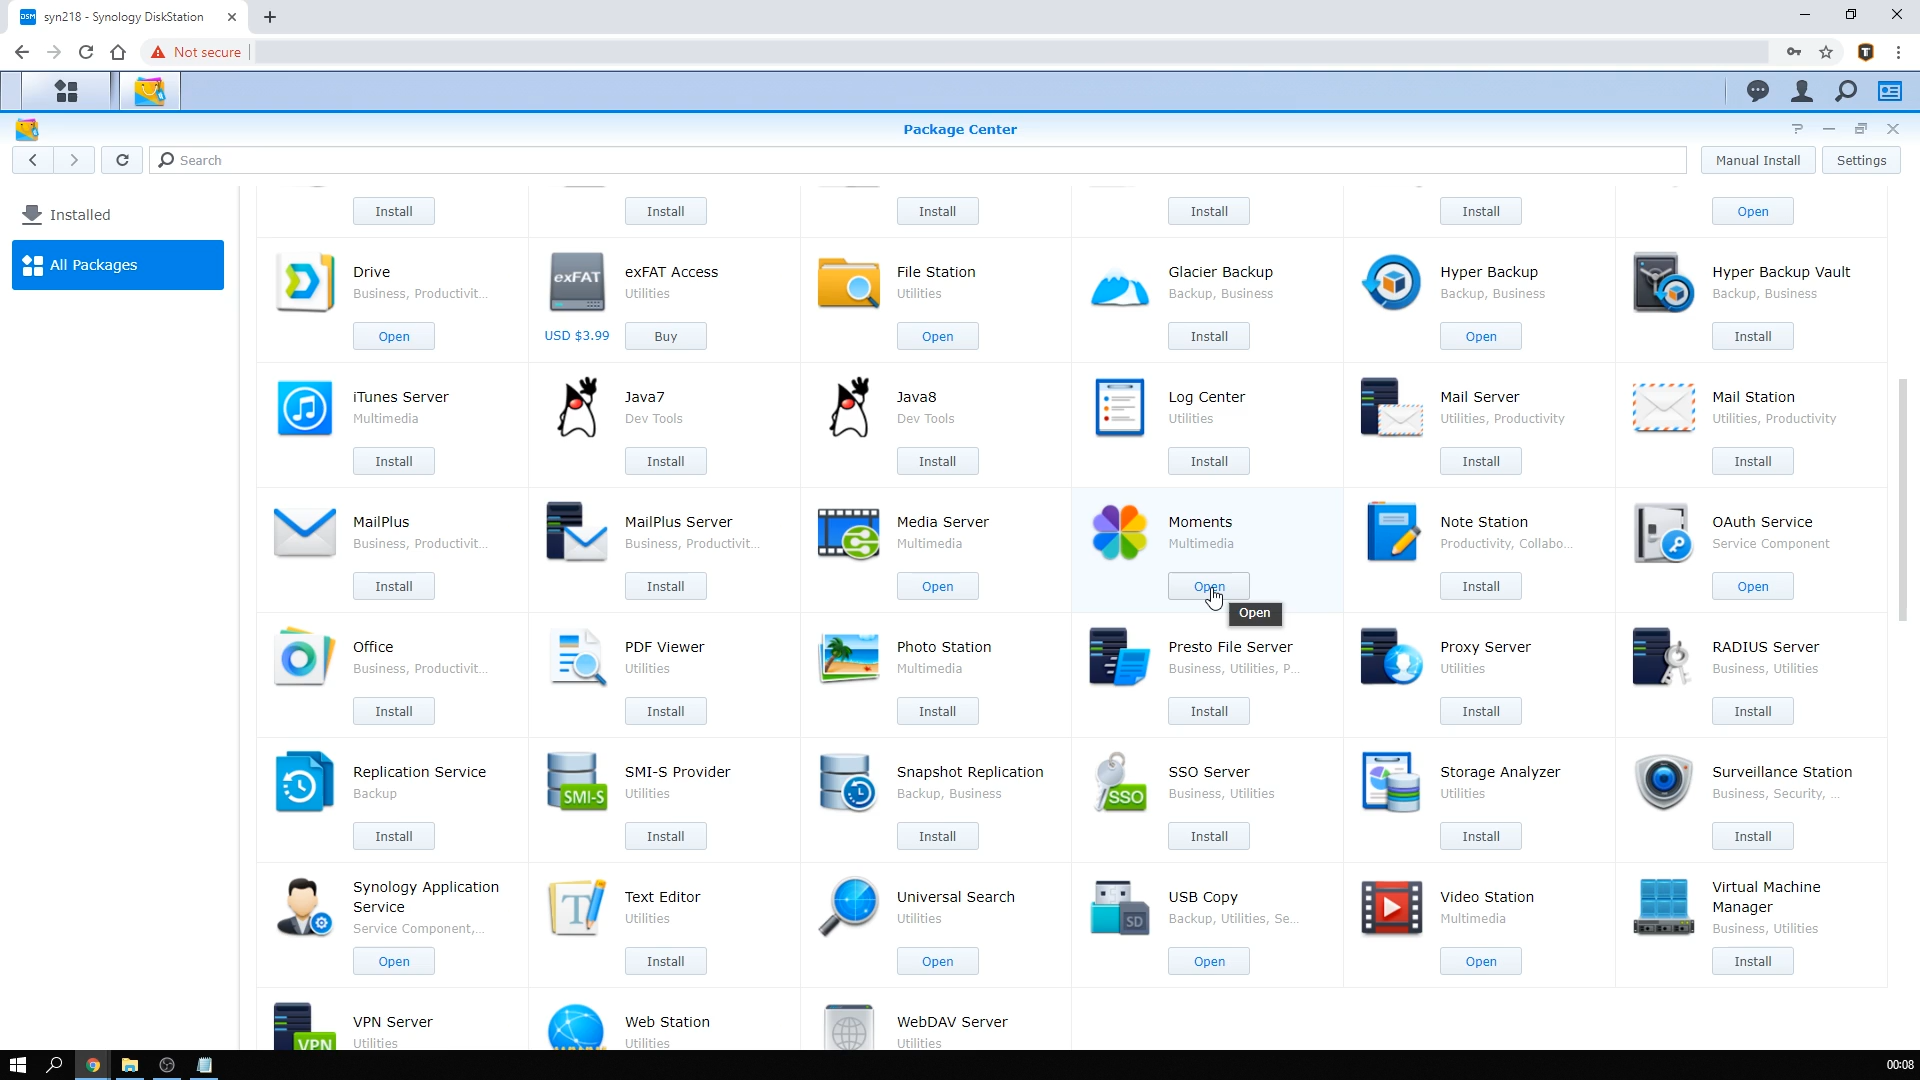 syn218 - Synology DiskStation
Not secure
Package Center
Search
Manual Install
Settings
Installed
All Packages
Install
Install
Install
Install
Install
Open
Drive
Business, Productivit...
Open
exFAT
exFAT Access
Utilities
USD $3.99
Buy
File Station
Utilities
Open
Glacier Backup
Backup, Business
Install
Hyper Backup
Backup, Business
Open
Hyper Backup Vault
Backup, Business
Install
iTunes Server
Multimedia
Install
Java7
Dev Tools
Install
Java8
Dev Tools
Install
Log Center
Utilities
Install
Mail Server
Utilities, Productivity
Install
Mail Station
Utilities, Productivity
Install
MailPlus
Business, Productivit...
Install
MailPlus Server
Business, Productivit...
Install
Media Server
Multimedia
Open
Moments
Multimedia
Open
Open
Note Station
Productivity, Collabo...
Install
OAuth Service
Service Component
Open
Office
Business, Productivit...
Install
PDF Viewer
Utilities
Install
Photo Station
Multimedia
Install
Presto File Server
Business, Utilities, P...
Install
Proxy Server
Utilities
Install
RADIUS Server
Business, Utilities
Install
Replication Service
Backup
Install
SMI-S
SMI-S Provider
Utilities
Install
Snapshot Replication
Backup, Business
Install
SSO
SSO Server
Business, Utilities
Install
Storage Analyzer
Utilities
Install
Surveillance Station
Business, Security, ...
Install
Synology Application
Service
Service Component,...
Open
Text Editor
Utilities
Install
Universal Search
Utilities
Open
SD
USB Copy
Backup, Utilities, Se...
Open
Video Station
Multimedia
Open
Virtual Machine
Manager
Business, Utilities
Install
VPN
VPN Server
Utilities
Web Station
Utilities
WebDAV Server
Utilities
00:08